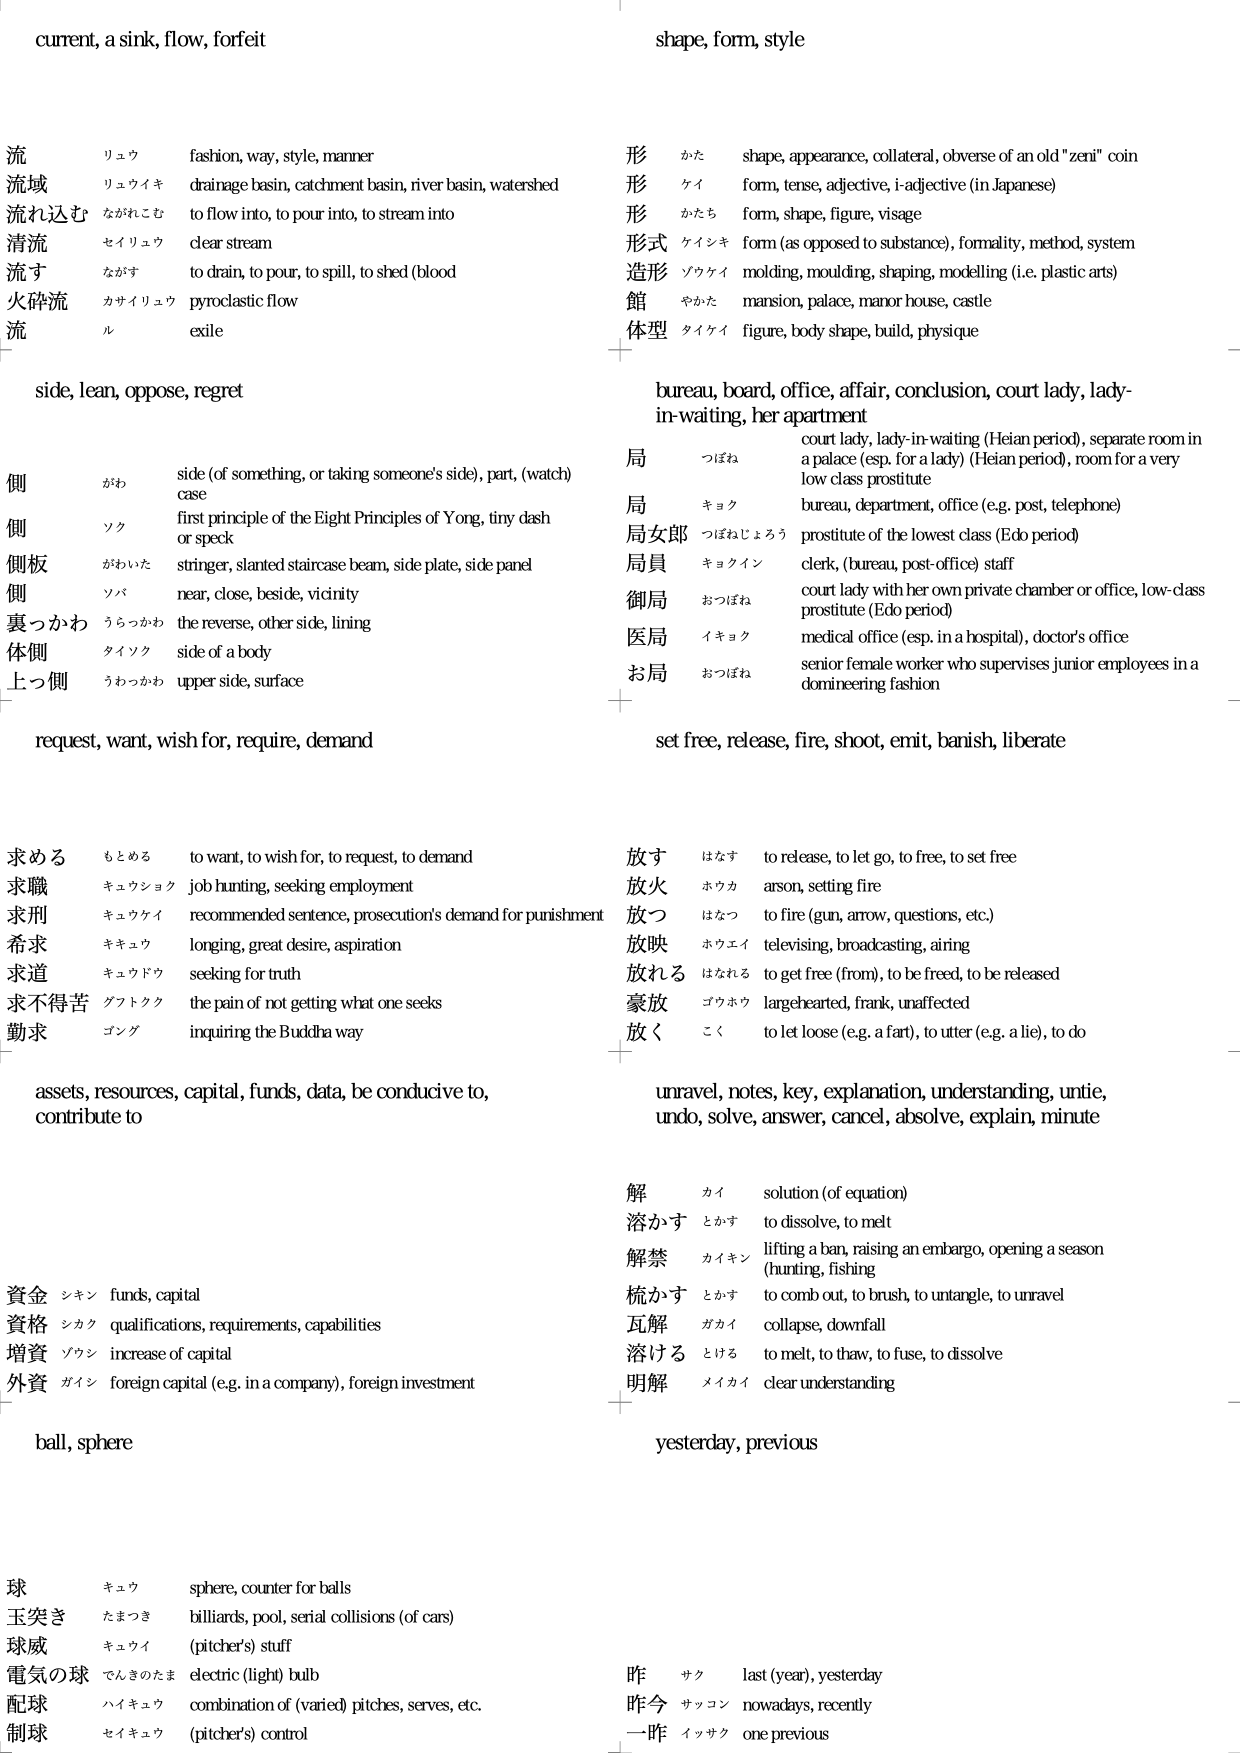 current, a sink, flow, forfeit
流 リュウ fashion, way, style, manner
流域 リュウイキ drainage basin, catchment basin, river basin, watershed
流れ込む ながれこむ to flow into, to pour into, to stream into
清流 セイリュウ clear stream
流す ながす to drain, to pour, to spill, to shed (blood
火砕流 カサイリュウ pyroclastic flow
流 ル exile
shape, form, style
形 かた shape, appearance, collateral, obverse of an old "zeni" coin
形 ケイ form, tense, adjective, i-adjective (in Japanese)
形 かたち form, shape, figure, visage
形式 ケイシキ form (as opposed to substance), formality, method, system
造形 ゾウケイ molding, moulding, shaping, modelling (i.e. plastic arts)
館 やかた mansion, palace, manor house, castle
体型 タイケイ figure, body shape, build, physique
side, lean, oppose, regret
側 がわ side (of something, or taking someone's side), part, (watch)
case
側 ソク first principle of the Eight Principles of Yong, tiny dash
or speck
側板 がわいた stringer, slanted staircase beam, side plate, side panel
側 ソバ near, close, beside, vicinity
裏っかわ うらっかわ the reverse, other side, lining
体側 タイソク side of a body
上っ側 うわっかわ upper side, surface
bureau, board, office, affair, conclusion, court lady, lady-
in-waiting, her apartment
局 つぼね court lady, lady-in-waiting (Heian period), separate room in
a palace (esp. for a lady) (Heian period), room for a very
low class prostitute
局 キョク bureau, department, office (e.g. post, telephone)
局女郎 つぼねじょろう prostitute of the lowest class (Edo period)
局員 キョクイン clerk, (bureau, post-office) staff
御局 おつぼね court lady with her own private chamber or office, low-class
prostitute (Edo period)
医局 イキョク medical office (esp. in a hospital), doctor's office
お局 おつぼね senior female worker who supervises junior employees in a
domineering fashion
request, want, wish for, require, demand
求める もとめる to want, to wish for, to request, to demand
求職 キュウショク job hunting, seeking employment
求刑 キュウケイ recommended sentence, prosecution's demand for punishment
希求 キキュウ longing, great desire, aspiration
求道 キュウドウ seeking for truth
求不得苦 グフトクク the pain of not getting what one seeks
勤求 ゴング inquiring the Buddha way
set free, release, fire, shoot, emit, banish, liberate
放す はなす to release, to let go, to free, to set free
放火 ホウカ arson, setting fire
放つ はなつ to fire (gun, arrow, questions, etc.)
放映 ホウエイ televising, broadcasting, airing
放れる はなれる to get free (from), to be freed, to be released
豪放 ゴウホウ largehearted, frank, unaffected
放く こく to let loose (e.g. a fart), to utter (e.g. a lie), to do
assets, resources, capital, funds, data, be conducive to,
contribute to
資金 シキン funds, capital
資格 シカク qualifications, requirements, capabilities
増資 ゾウシ increase of capital
外資 ガイシ foreign capital (e.g. in a company), foreign investment
unravel, notes, key, explanation, understanding, untie,
undo, solve, answer, cancel, absolve, explain, minute
解 カイ solution (of equation)
溶かす とかす to dissolve, to melt
解禁 カイキン lifting a ban, raising an embargo, opening a season
(hunting, fishing
梳かす とかす to comb out, to brush, to untangle, to unravel
瓦解 ガカイ collapse, downfall
溶ける とける to melt, to thaw, to fuse, to dissolve
明解 メイカイ clear understanding
ball, sphere
球 キュウ sphere, counter for balls
玉突き たまつき billiards, pool, serial collisions (of cars)
球威 キュウイ (pitcher's) stuff
電気の球 でんきのたま electric (light) bulb
配球 ハイキュウ combination of (varied) pitches, serves, etc.
制球 セイキュウ (pitcher's) control
yesterday, previous
昨 サク last (year), yesterday
昨今 サッコン nowadays, recently
一昨 イッサク one previous